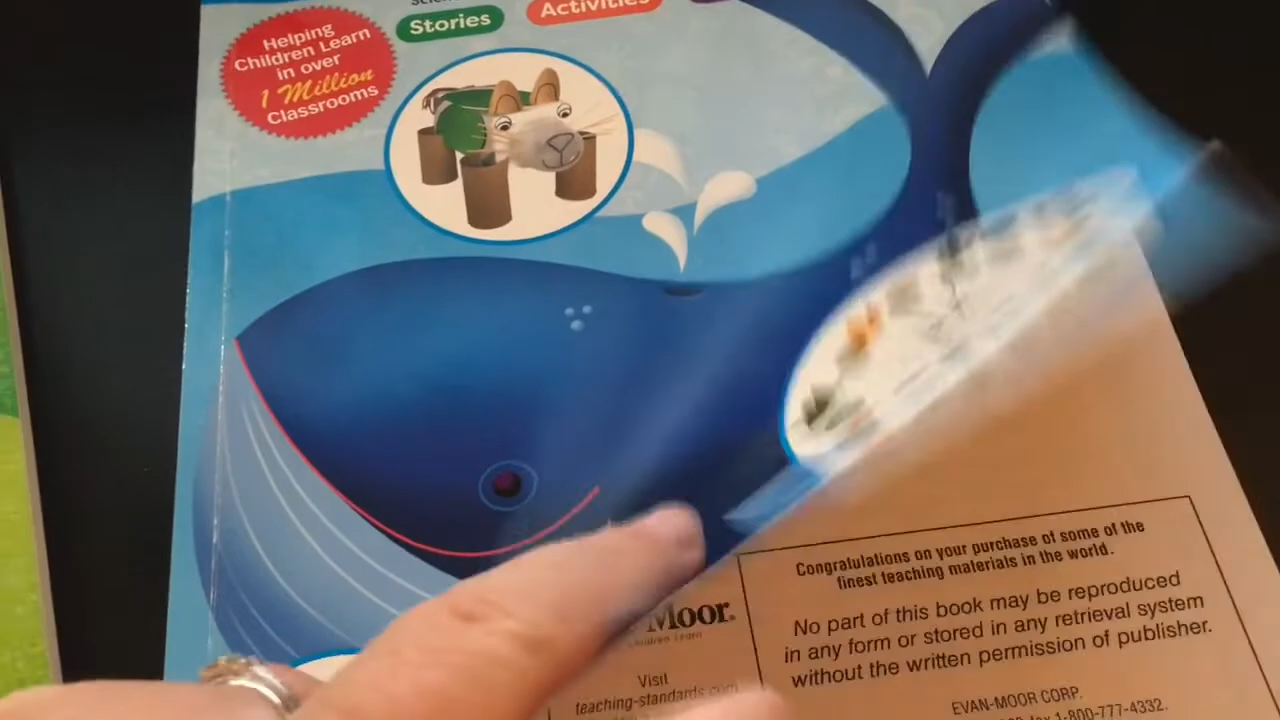 Stories
Activities
Helping
Children Learn
in over
1 Million
Classrooms
Moor®
Visit
teaching-standards.com
Congratulations on your purchase of some of the
finest teaching materials in the world.
No part of this book may be reproduced
in any form or stored in any retrieval system
without the written permission of publisher.
EVAN-MOOR CORP.
fax 1-800-777-4332.